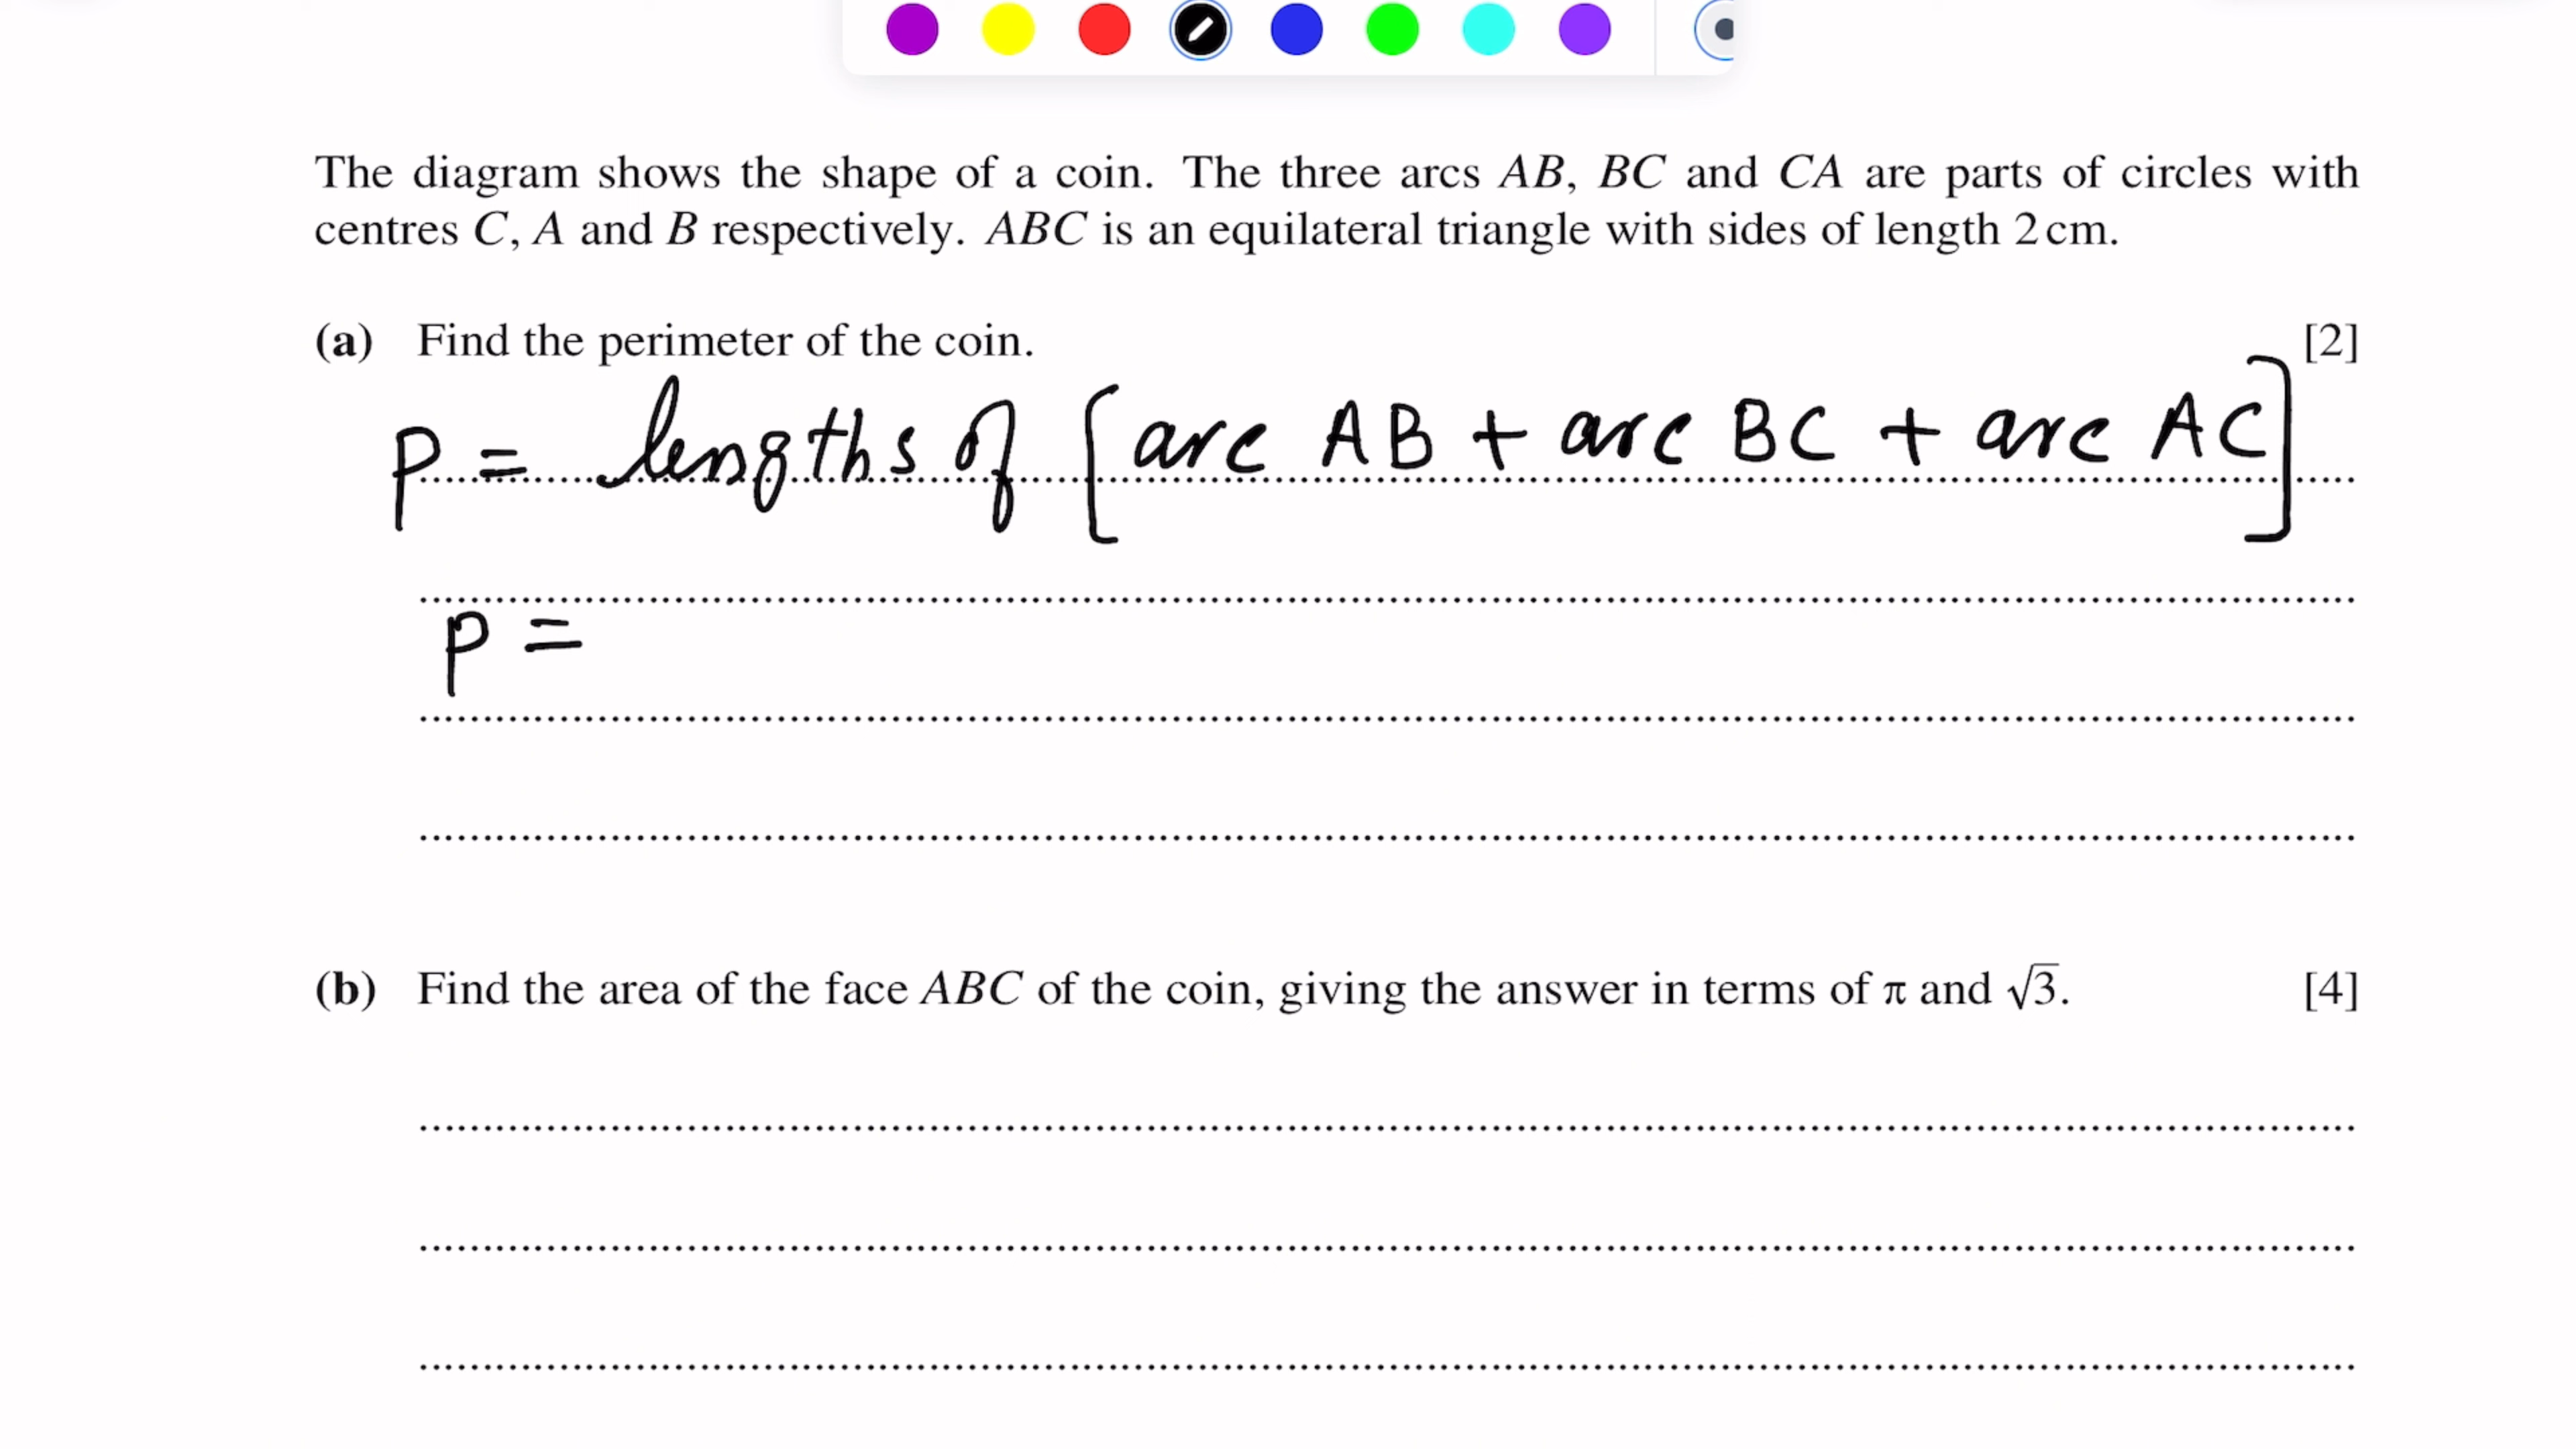 The diagram shows the shape of a coin. The three arcs AB, BC and CA are parts of circles with
centres C, A and B respectively. ABC is an equilateral triangle with sides of length 2 cm.
(a) Find the perimeter of the coin. [2]
P = lengths of [arc AB + arc BC + arc AC]
P =
(b) Find the area of the face ABC of the coin, giving the answer in terms of π and √3. [4]